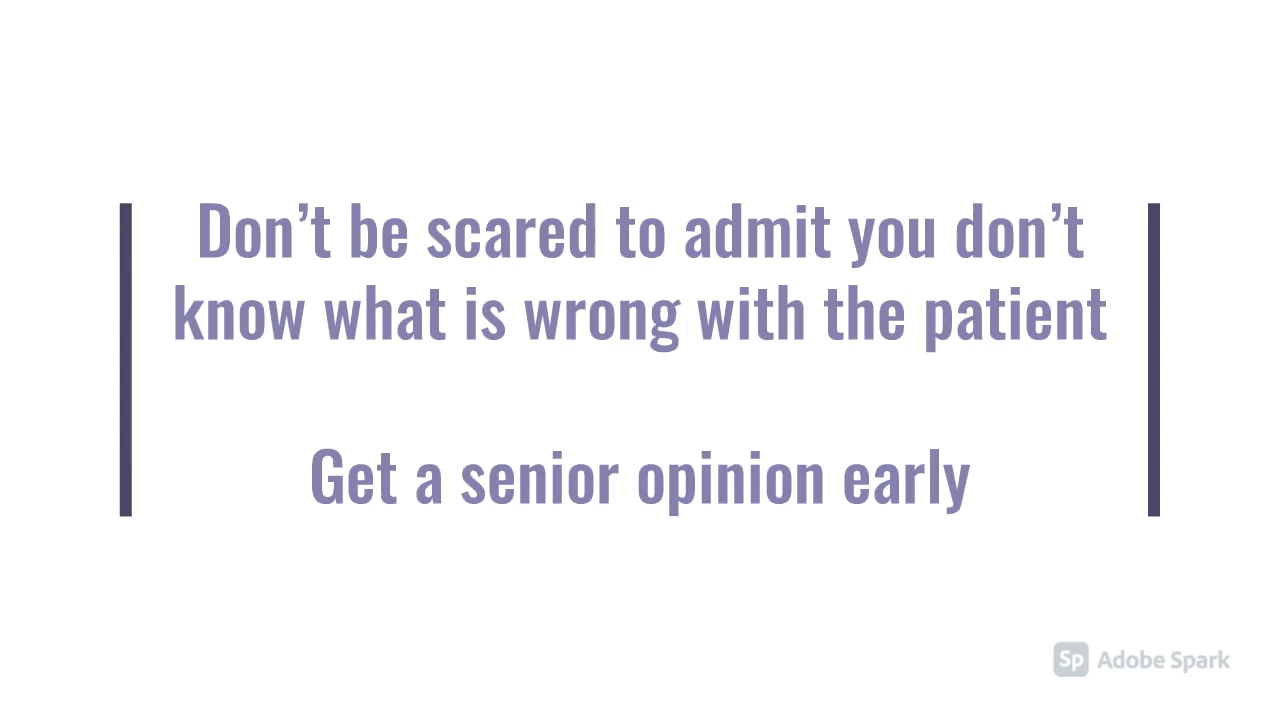 Don’t be scared to admit you don’t
know what is wrong with the patient
Get a senior opinion early
Sp Adobe Spark